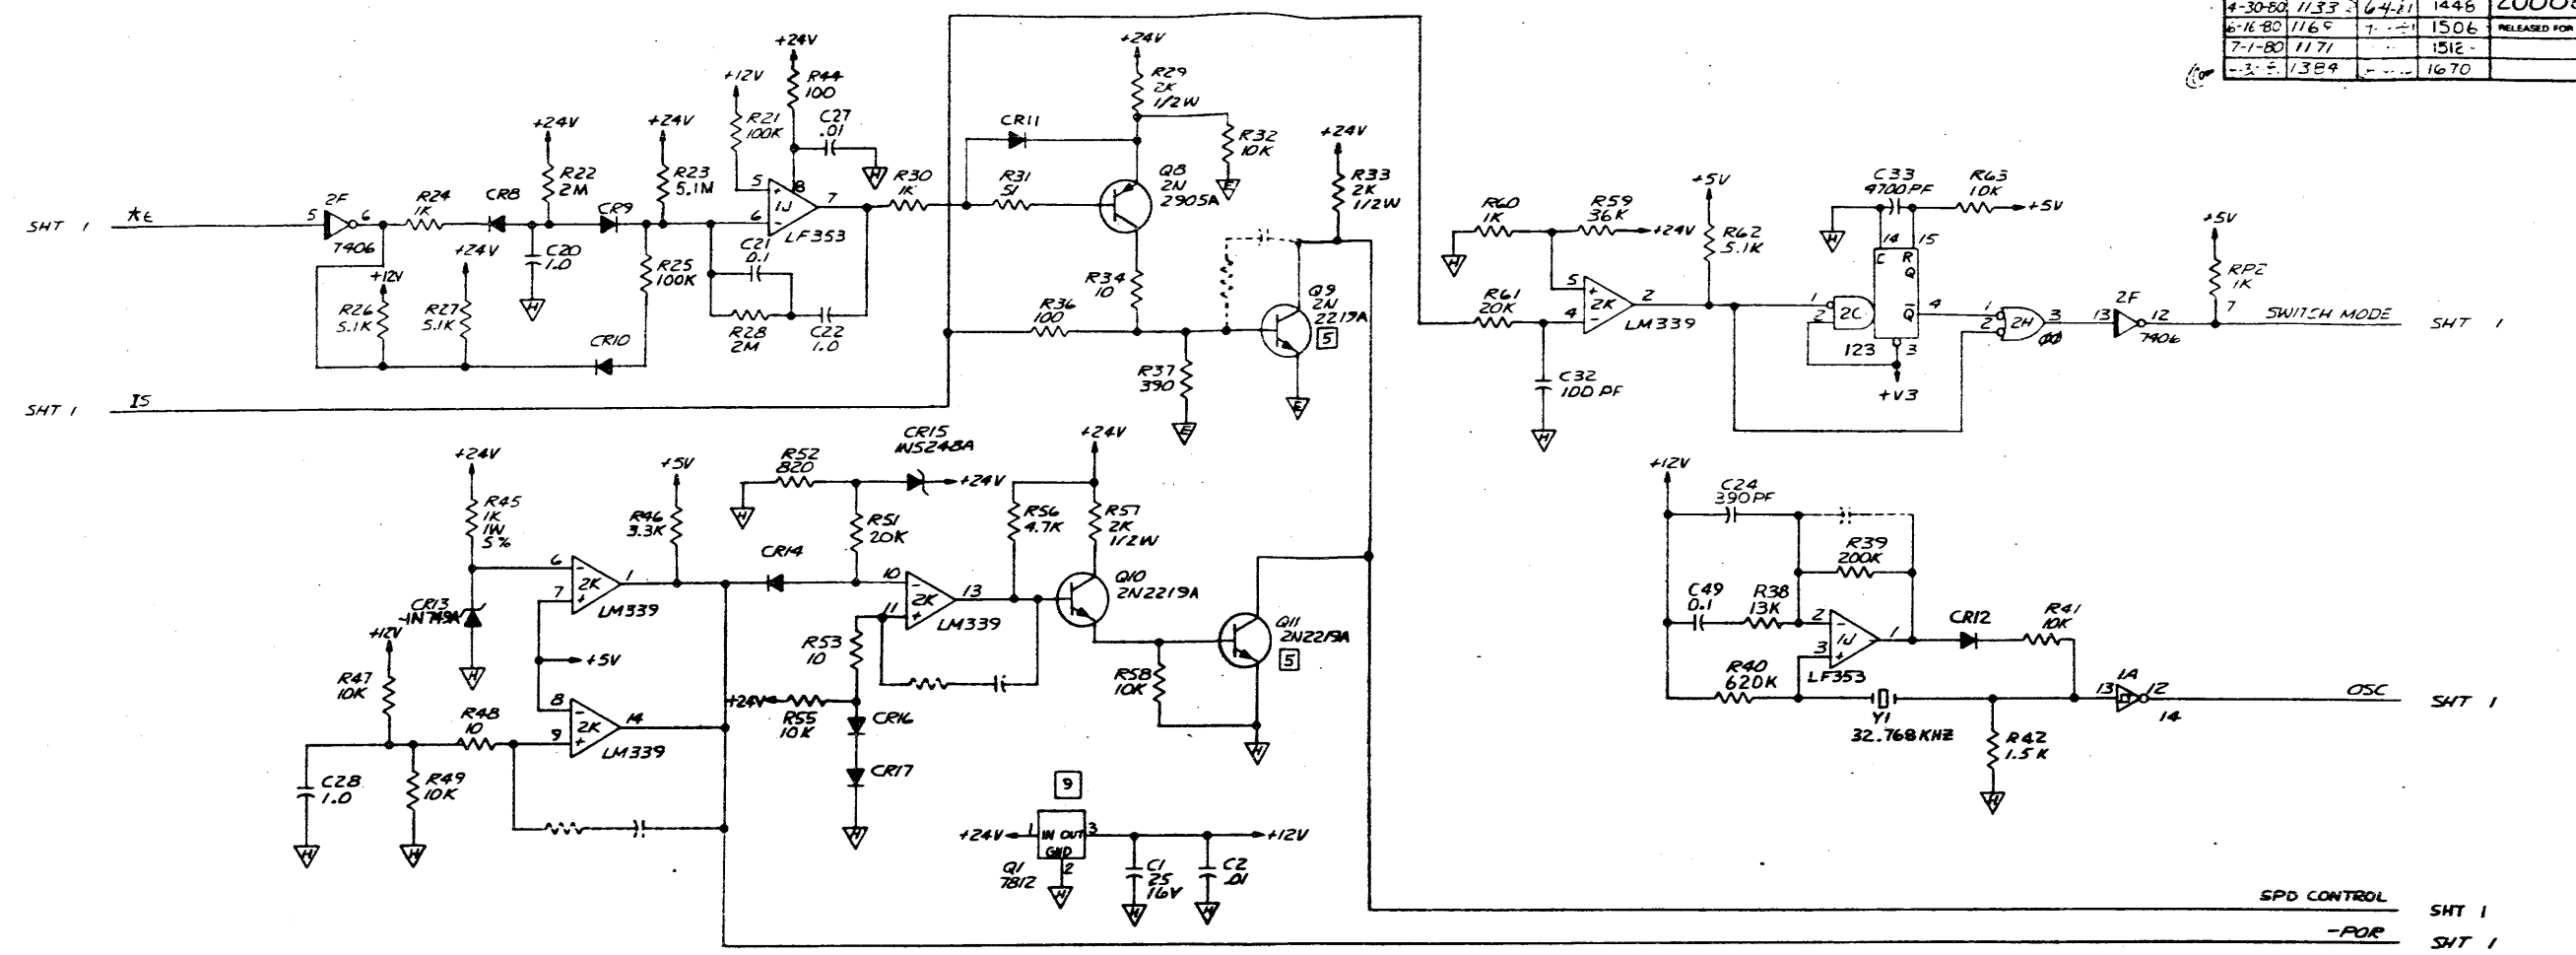 4-30-80 1133 6-4-81 1448
6-16-80 1506 RELEASED FOR
7-1-80 1171 1512
1384 1670
+24V
R44
100
+12V
R21
100K
C27
.01
H
+24V
R22
2M
+24V
R23
5.1M
SHT 1
*E
5 2F 6
7406
R24
1K
CR8
CR9
C20
1.0
H
5 + 8
1J 7
6 -
LF353
C21
0.1
R28
2M
C22
1.0
R25
100K
CR10
+12V
R26
5.1K
+24V
R27
5.1K
R30
1K
CR11
R31
51
+24V
R29
2K
1/2W
R32
10K
E
Q8
2N
2905A
R34
10
R36
100
R37
390
E
+24V
R33
2K
1/2W
Q9
2N
2219A
5
E
SHT 1
IS
R60
1K
H
R59
36K
+24V
R61
20K
C32
100 PF
H
5 +
2K 2
4 -
LM339
+5V
R62
5.1K
C33
4700 PF
R63
10K
+5V
H
14 15
C R
Q
1
2C
2
Q 4
123 3
+V3
1
2 2H 3
00
2F
13 12
7406
+5V
RP2
1K
7
SWITCH MODE
SHT 1
+24V
R45
1K
1W
5%
CR13
1N749A
H
6 -
2K 1
7 +
LM339
+5V
+5V
R46
3.3K
8 -
2K 14
9 +
LM339
+12V
R47
10K
R48
10
C28
1.0
H
R49
10K
H
R52
820
H
CR15
1N5248A
+24V
R51
20K
CR14
10 -
2K 13
11 +
LM339
R53
10
+24V
R55
10K
CR16
CR17
H
+24V
R56
4.7K
R57
2K
1/2W
Q10
2N2219A
R58
10K
Q11
2N2219A
5
H
9
+24V
1 IN OUT 3
GND
2
Q1
7812
H
C1
25
16V
H
C2
.01
H
+12V
+12V
C24
390 PF
R39
200K
C49
0.1
R38
13K
2 -
1J 1
3 +
LF353
CR12
R41
10K
R40
620K
Y1
32.768KHZ
R42
1.5K
H
1A
13 12
14
OSC
SHT 1
SPD CONTROL
SHT 1
-POR
SHT 1